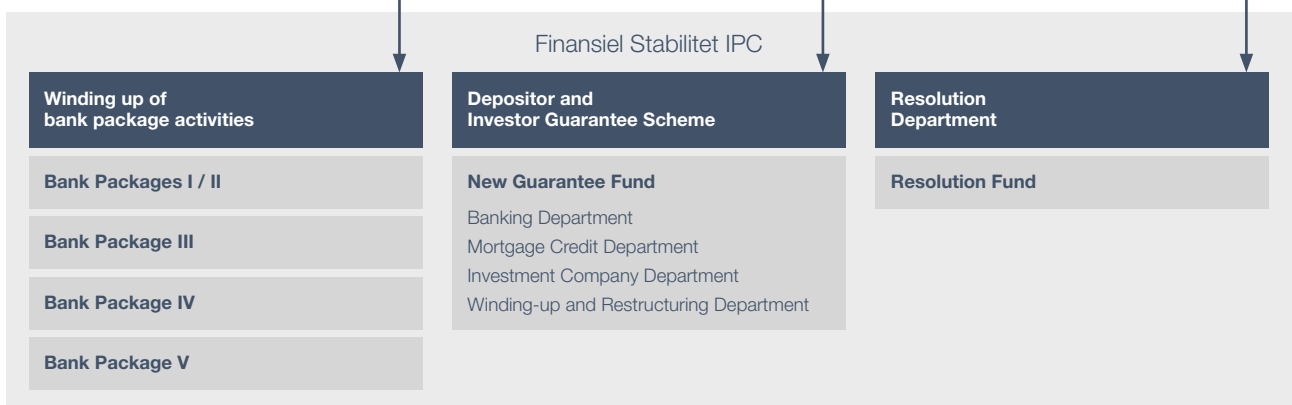 Finansiel Stabilitet IPC
Winding up of
bank package activities
Bank Packages I / II
Bank Package III
Bank Package IV
Bank Package V
Depositor and
Investor Guarantee Scheme
New Guarantee Fund
Banking Department
Mortgage Credit Department
Investment Company Department
Winding-up and Restructuring Department
Resolution
Department
Resolution Fund